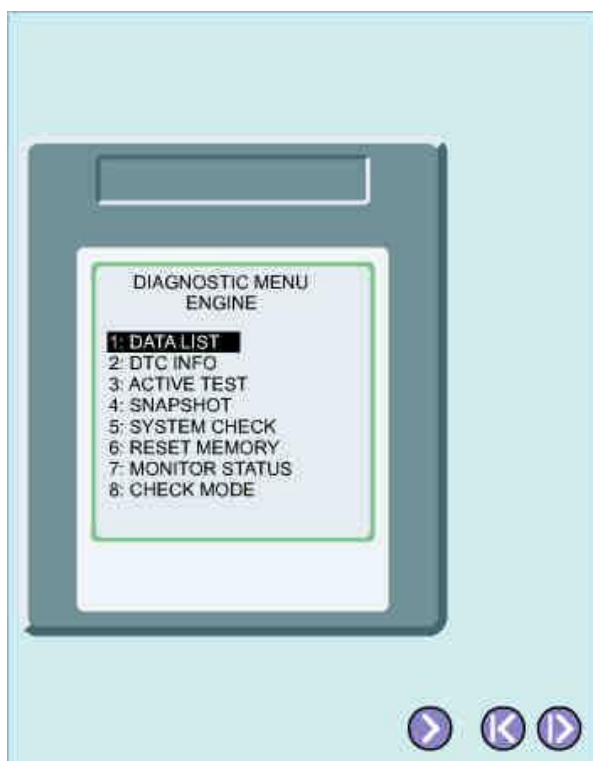 DIAGNOSTIC MENU
ENGINE
1: DATA LIST
2: DTC INFO
3: ACTIVE TEST
4: SNAPSHOT
5: SYSTEM CHECK
6: RESET MEMORY
7: MONITOR STATUS
8: CHECK MODE